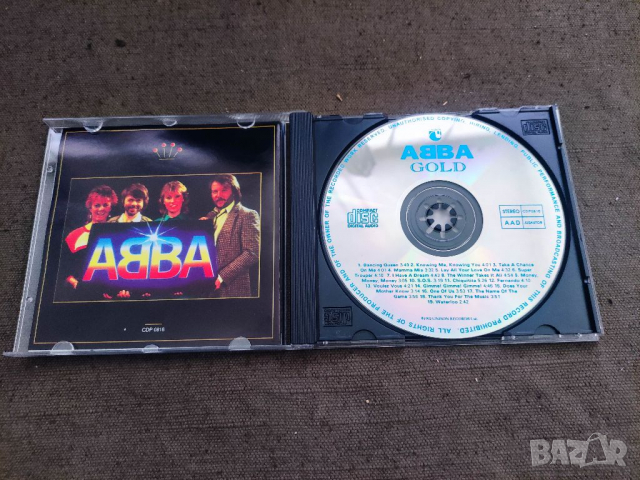 ABBA
CDP 0818
ABBA
GOLD
COMPACT
DISC
DIGITAL AUDIO
STEREO
AAD
1. Dancing Queen 3:49 2. Knowing Me, Knowing You 4:01 3. Take A Chance
On Me 4:01 4. Mamma Mia 3:32 5. Lay All Your Love On Me 4:33 6. Super
Trouper 4:10 7. I Have A Dream 4:42 8. The Winner Takes It All 4:54 9. Money,
Money, Money 3:05 10. S.O.S. 3:19 11. Chiquitita 5:26 12. Fernando 4:10
13. Voulez Vous 4:21 14. Gimme! Gimme! Gimme! 4:46 15. Does Your
Mother Know 3:11 16. One Of Us 3:53 17. The Name Of The
Game 3:58 18. Thank You For The Music 3:51
19. Waterloo 2:42
ALL RIGHTS OF THE PRODUCER AND OF THE OWNER OF THE RECORDED WORK RESERVED. UNAUTHORISED COPYING, HIRING, LENDING, PUBLIC PERFORMANCE AND BROADCASTING OF THIS RECORD PROHIBITED.
BAZAR